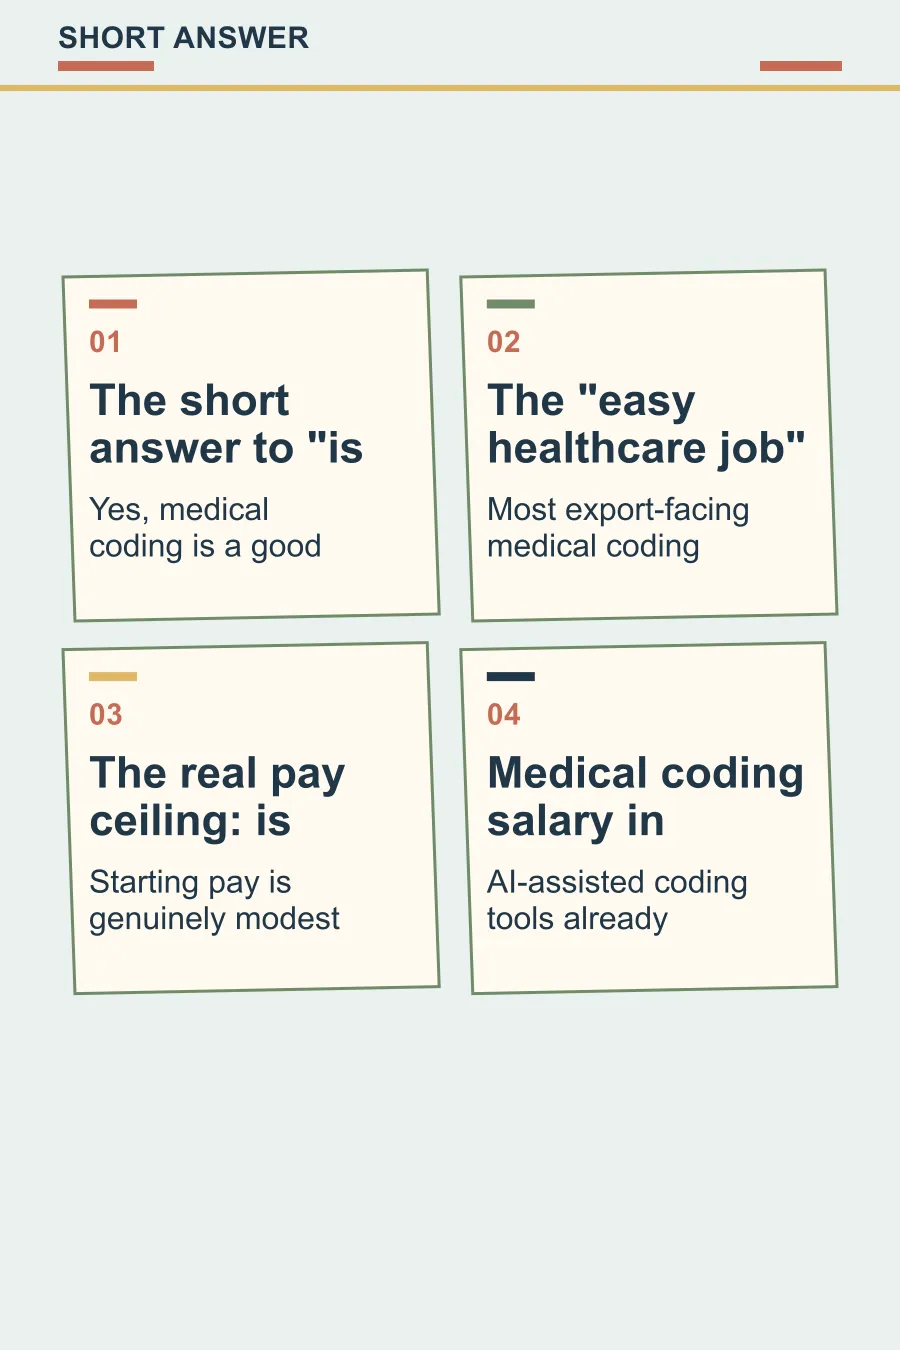 SHORT ANSWER
01
The short
answer to "is
Yes, medical
coding is a good
02
The "easy
healthcare job"
Most export-facing
medical coding
03
The real pay
ceiling: is
Starting pay is
genuinely modest
04
Medical coding
salary in
AI-assisted coding
tools already